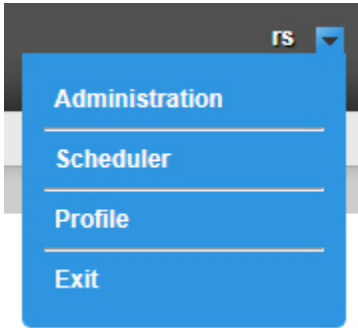 rs
Administration
Scheduler
Profile
Exit